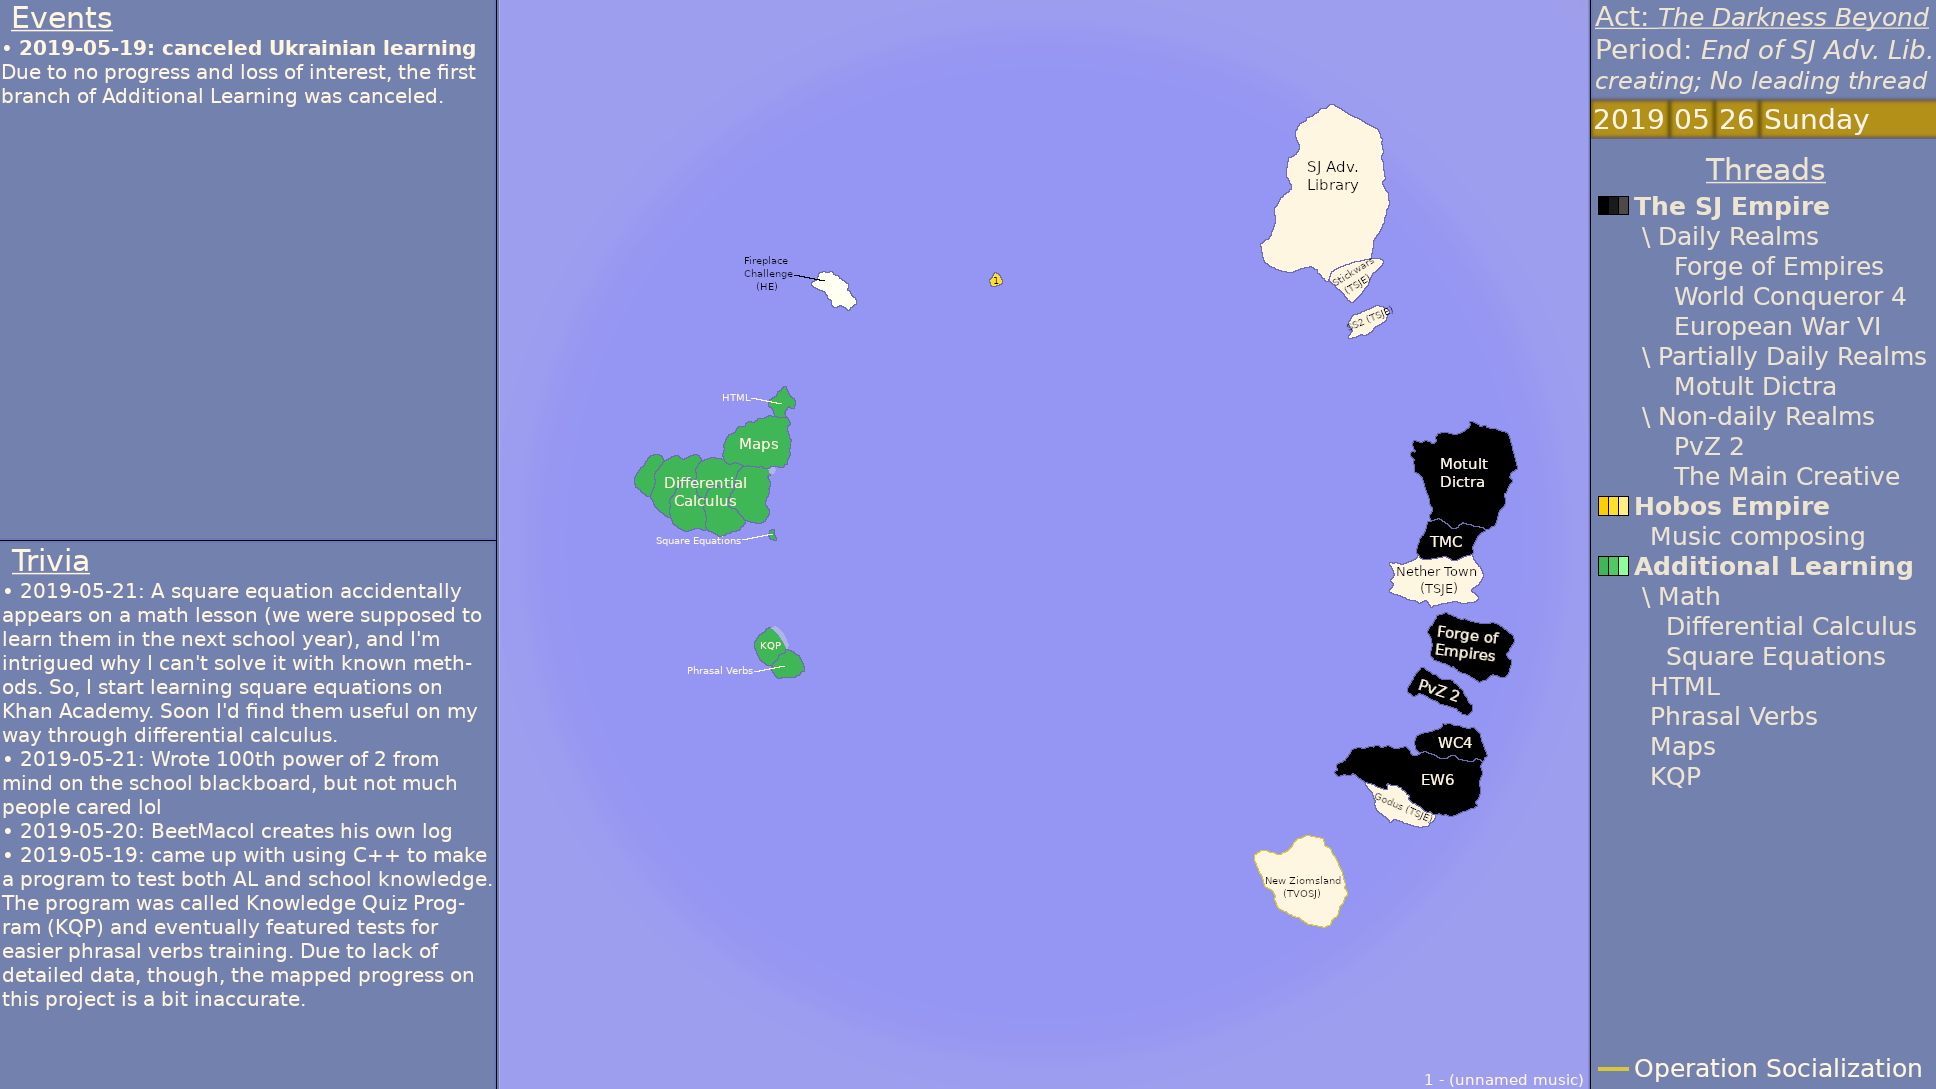 Events
• 2019-05-19: canceled Ukrainian learning
Due to no progress and loss of interest, the first
branch of Additional Learning was canceled.
Trivia
• 2019-05-21: A square equation accidentally
appears on a math lesson (we were supposed to
learn them in the next school year), and I'm
intrigued why I can't solve it with known meth-
ods. So, I start learning square equations on
Khan Academy. Soon I'd find them useful on my
way through differential calculus.
• 2019-05-21: Wrote 100th power of 2 from
mind on the school blackboard, but not much
people cared lol
• 2019-05-20: BeetMacol creates his own log
• 2019-05-19: came up with using C++ to make
a program to test both AL and school knowledge.
The program was called Knowledge Quiz Prog-
ram (KQP) and eventually featured tests for
easier phrasal verbs training. Due to lack of
detailed data, though, the mapped progress on
this project is a bit inaccurate.
Fireplace
Challenge
(HE)
1
HTML
Maps
Differential
Calculus
Square Equations
KQP
Phrasal Verbs
SJ Adv.
Library
Stickwars
(TSJE)
SS2 (TSJE)
Motult
Dictra
TMC
Nether Town
(TSJE)
Forge of
Empires
PvZ 2
WC4
EW6
Godus (TSJE)
New Ziomsland
(TVOSJ)
1 - (unnamed music)
Act: The Darkness Beyond
Period: End of SJ Adv. Lib.
creating; No leading thread
2019 05 26 Sunday
Threads
The SJ Empire
\ Daily Realms
Forge of Empires
World Conqueror 4
European War VI
\ Partially Daily Realms
Motult Dictra
\ Non-daily Realms
PvZ 2
The Main Creative
Hobos Empire
Music composing
Additional Learning
\ Math
Differential Calculus
Square Equations
HTML
Phrasal Verbs
Maps
KQP
Operation Socialization